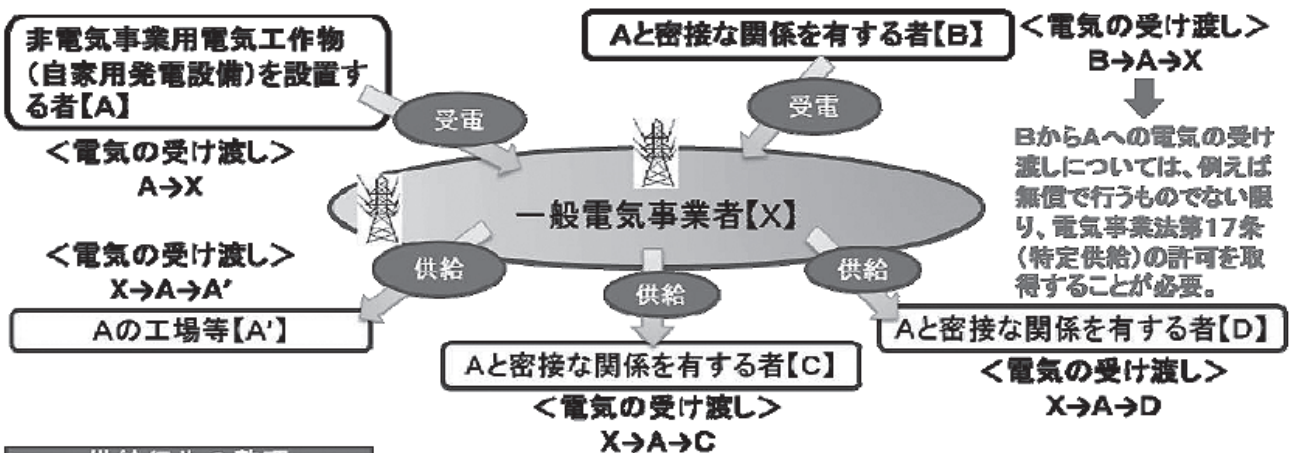 非電気事業用電気工作物
(自家用発電設備)を設置す
る者【A】
<電気の受け渡し>
A→X
受電
Aと密接な関係を有する者【B】
受電
<電気の受け渡し>
B→A→X
BからAへの電気の受け
渡しについては、例えば
無償で行うものでない限
り、電気事業法第17条
(特定供給)の許可を取
得することが必要。
一般電気事業者【X】
<電気の受け渡し>
X→A→A′
供給
Aの工場等【A′】
供給
Aと密接な関係を有する者【C】
<電気の受け渡し>
X→A→C
供給
Aと密接な関係を有する者【D】
<電気の受け渡し>
X→A→D